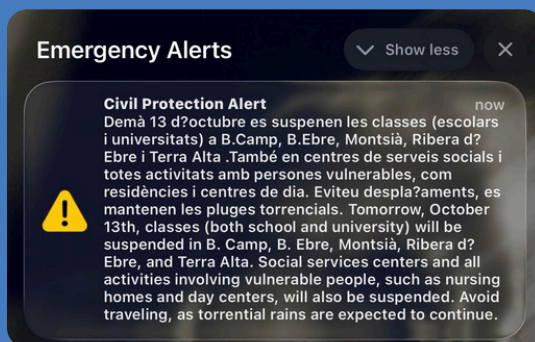 Emergency Alerts
Show less
Civil Protection Alert
now
Demà 13 d?octubre es suspenen les classes (escolars
i universitats) a B.Camp, B.Ebre, Montsià, Ribera d?
Ebre i Terra Alta .També en centres de serveis socials i
totes activitats amb persones vulnerables, com
residències i centres de dia. Eviteu despla?aments, es
mantenen les pluges torrencials. Tomorrow, October
13th, classes (both school and university) will be
suspended in B. Camp, B. Ebre, Montsià, Ribera d?
Ebre, and Terra Alta. Social services centers and all
activities involving vulnerable people, such as nursing
homes and day centers, will also be suspended. Avoid
traveling, as torrential rains are expected to continue.